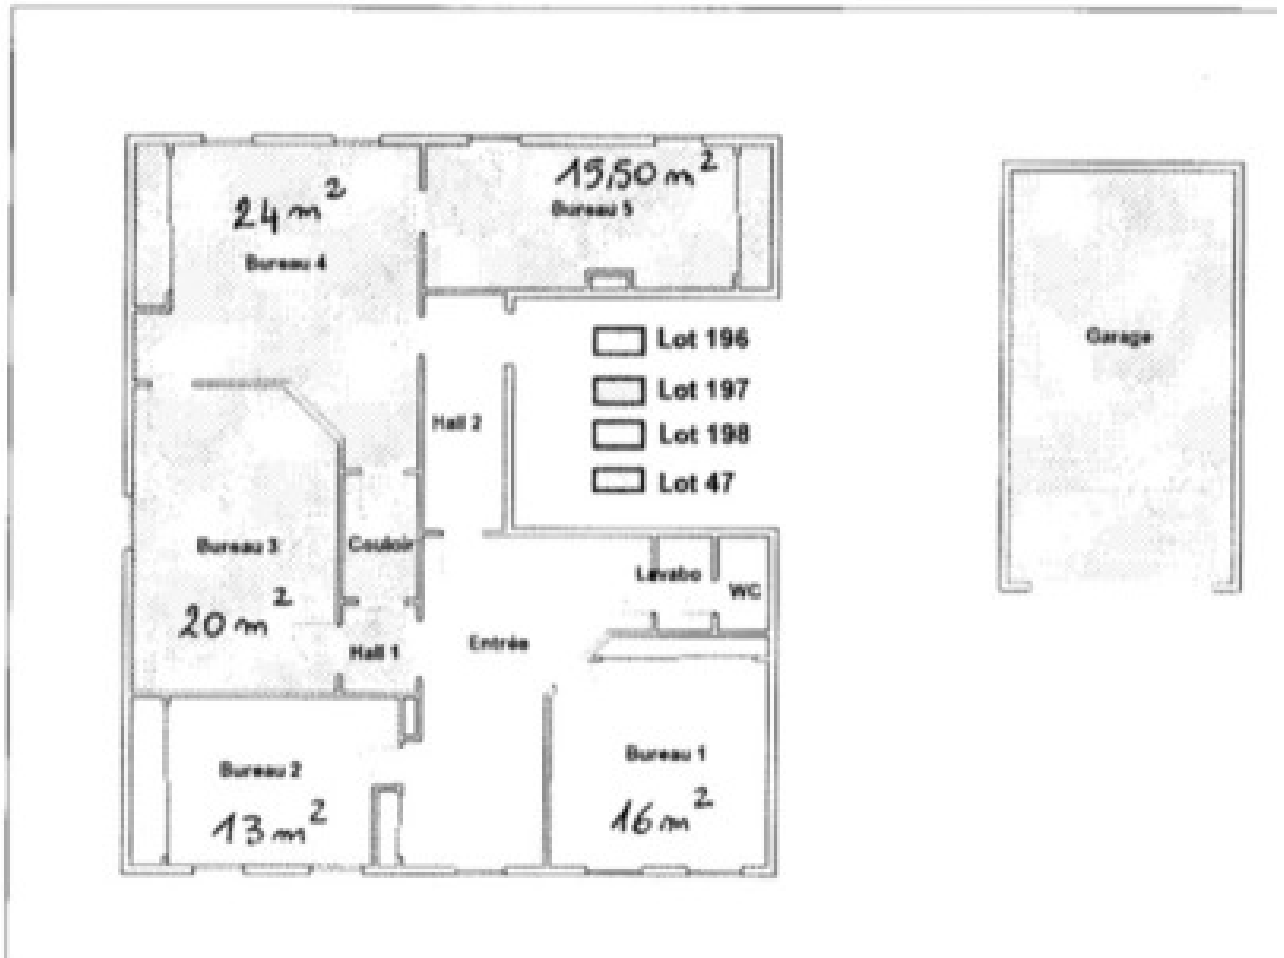 15,50 m²
Bureau 5
24 m²
Bureau 4
Lot 196
Garage
Lot 197
Hall 2
Lot 198
Lot 47
Bureau 3
Couloir
Lavabo
WC
20 m²
Entrée
Hall 1
Bureau 1
Bureau 2
16 m²
13 m²